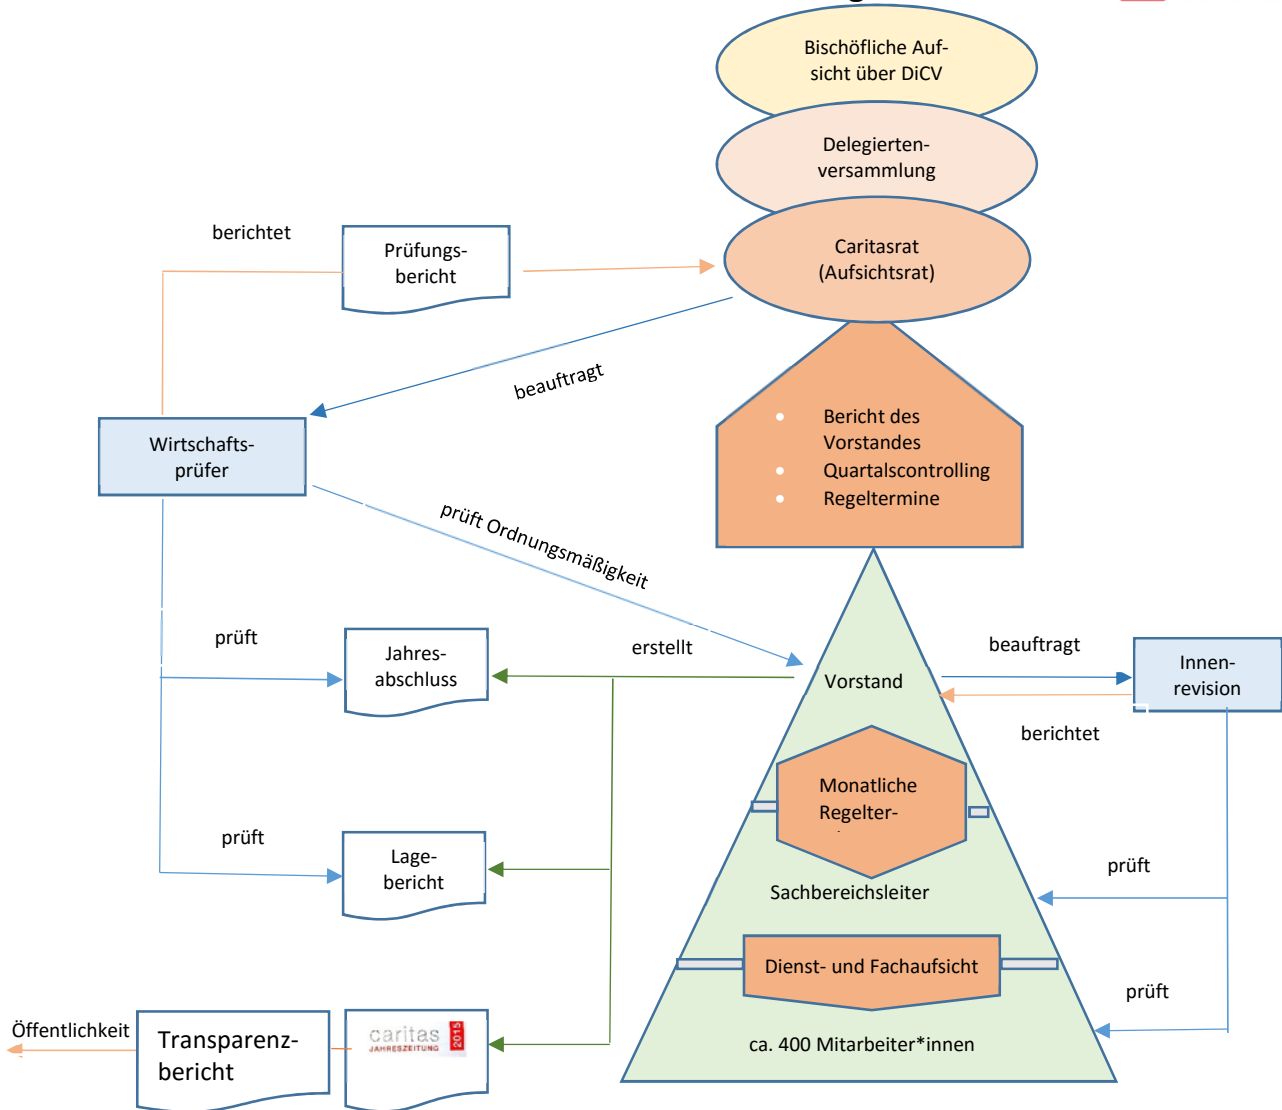 Bischöfliche Auf-
sicht über DiCV
Delegierten-
versammlung
berichtet
Prüfungs-
bericht
Caritasrat
(Aufsichtsrat)
beauftragt
Bericht des
Vorstandes
Quartalscontrolling
Regeltermine
Wirtschafts-
prüfer
prüft Ordnungsmäßigkeit
prüft
Jahres-
abschluss
erstellt
Vorstand
beauftragt
Innen-
revision
berichtet
Monatliche
Regelter-
prüft
Lage-
bericht
Sachbereichsleiter
prüft
Dienst- und Fachaufsicht
prüft
Öffentlichkeit
Transparenz-
bericht
caritas
JAHRESZEITUNG
2015
ca. 400 Mitarbeiter*innen